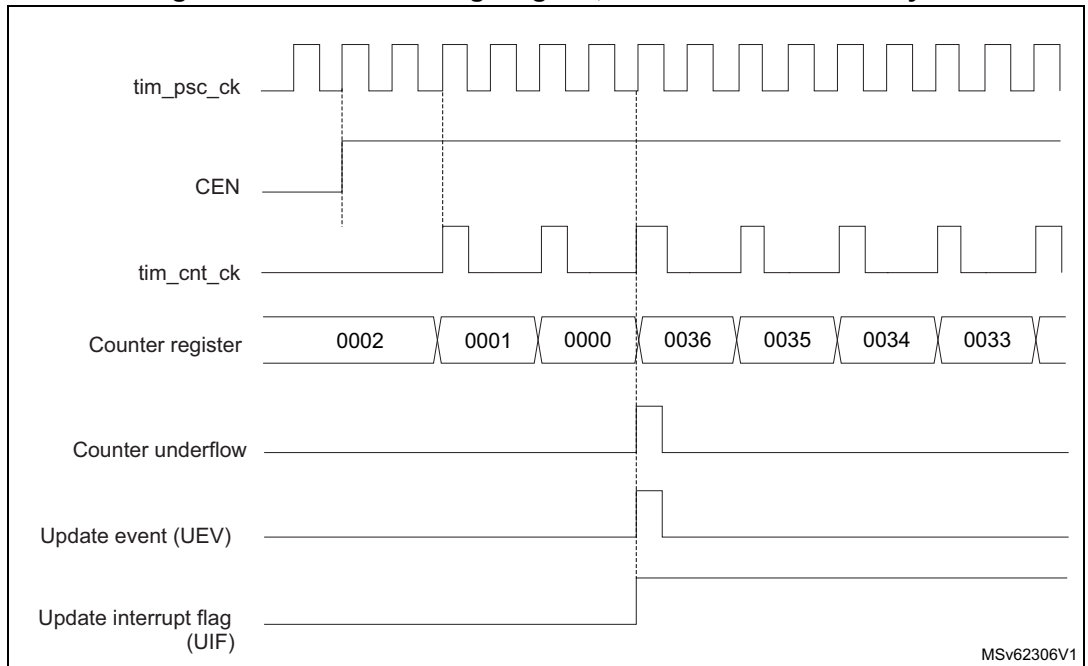 tim_psc_ck
CEN
tim_cnt_ck
Counter register 0002 0001 0000 0036 0035 0034 0033
Counter underflow
Update event (UEV)
Update interrupt flag
(UIF)
MSv62306V1